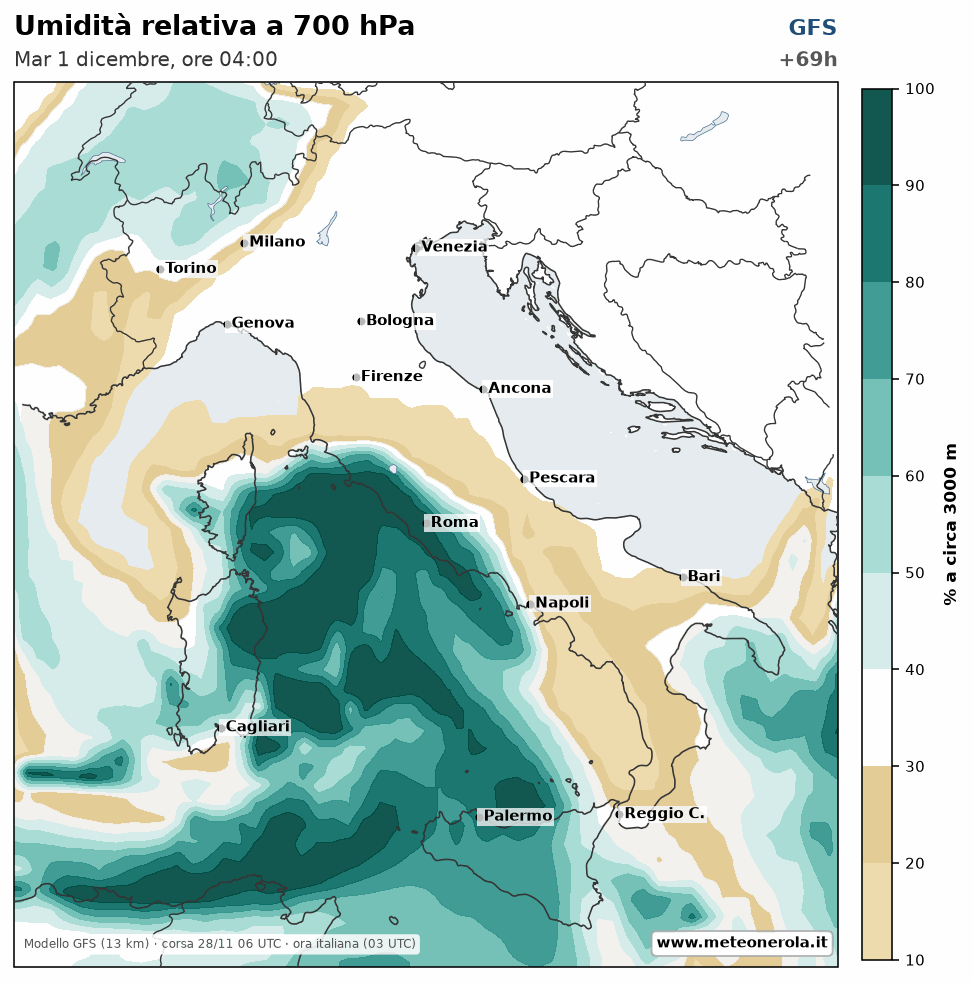 Umidità relativa a 700 hPa
GFS
Mar 1 dicembre, ore 04:00
+69h
Milano
Torino
Venezia
Genova
Bologna
Firenze
Ancona
Pescara
Roma
Bari
Napoli
Cagliari
Palermo
Reggio C.
100
90
80
70
60
50
40
30
20
10
% a circa 3000 m
Modello GFS (13 km) · corsa 28/11 06 UTC · ora italiana (03 UTC)
www.meteonerola.it